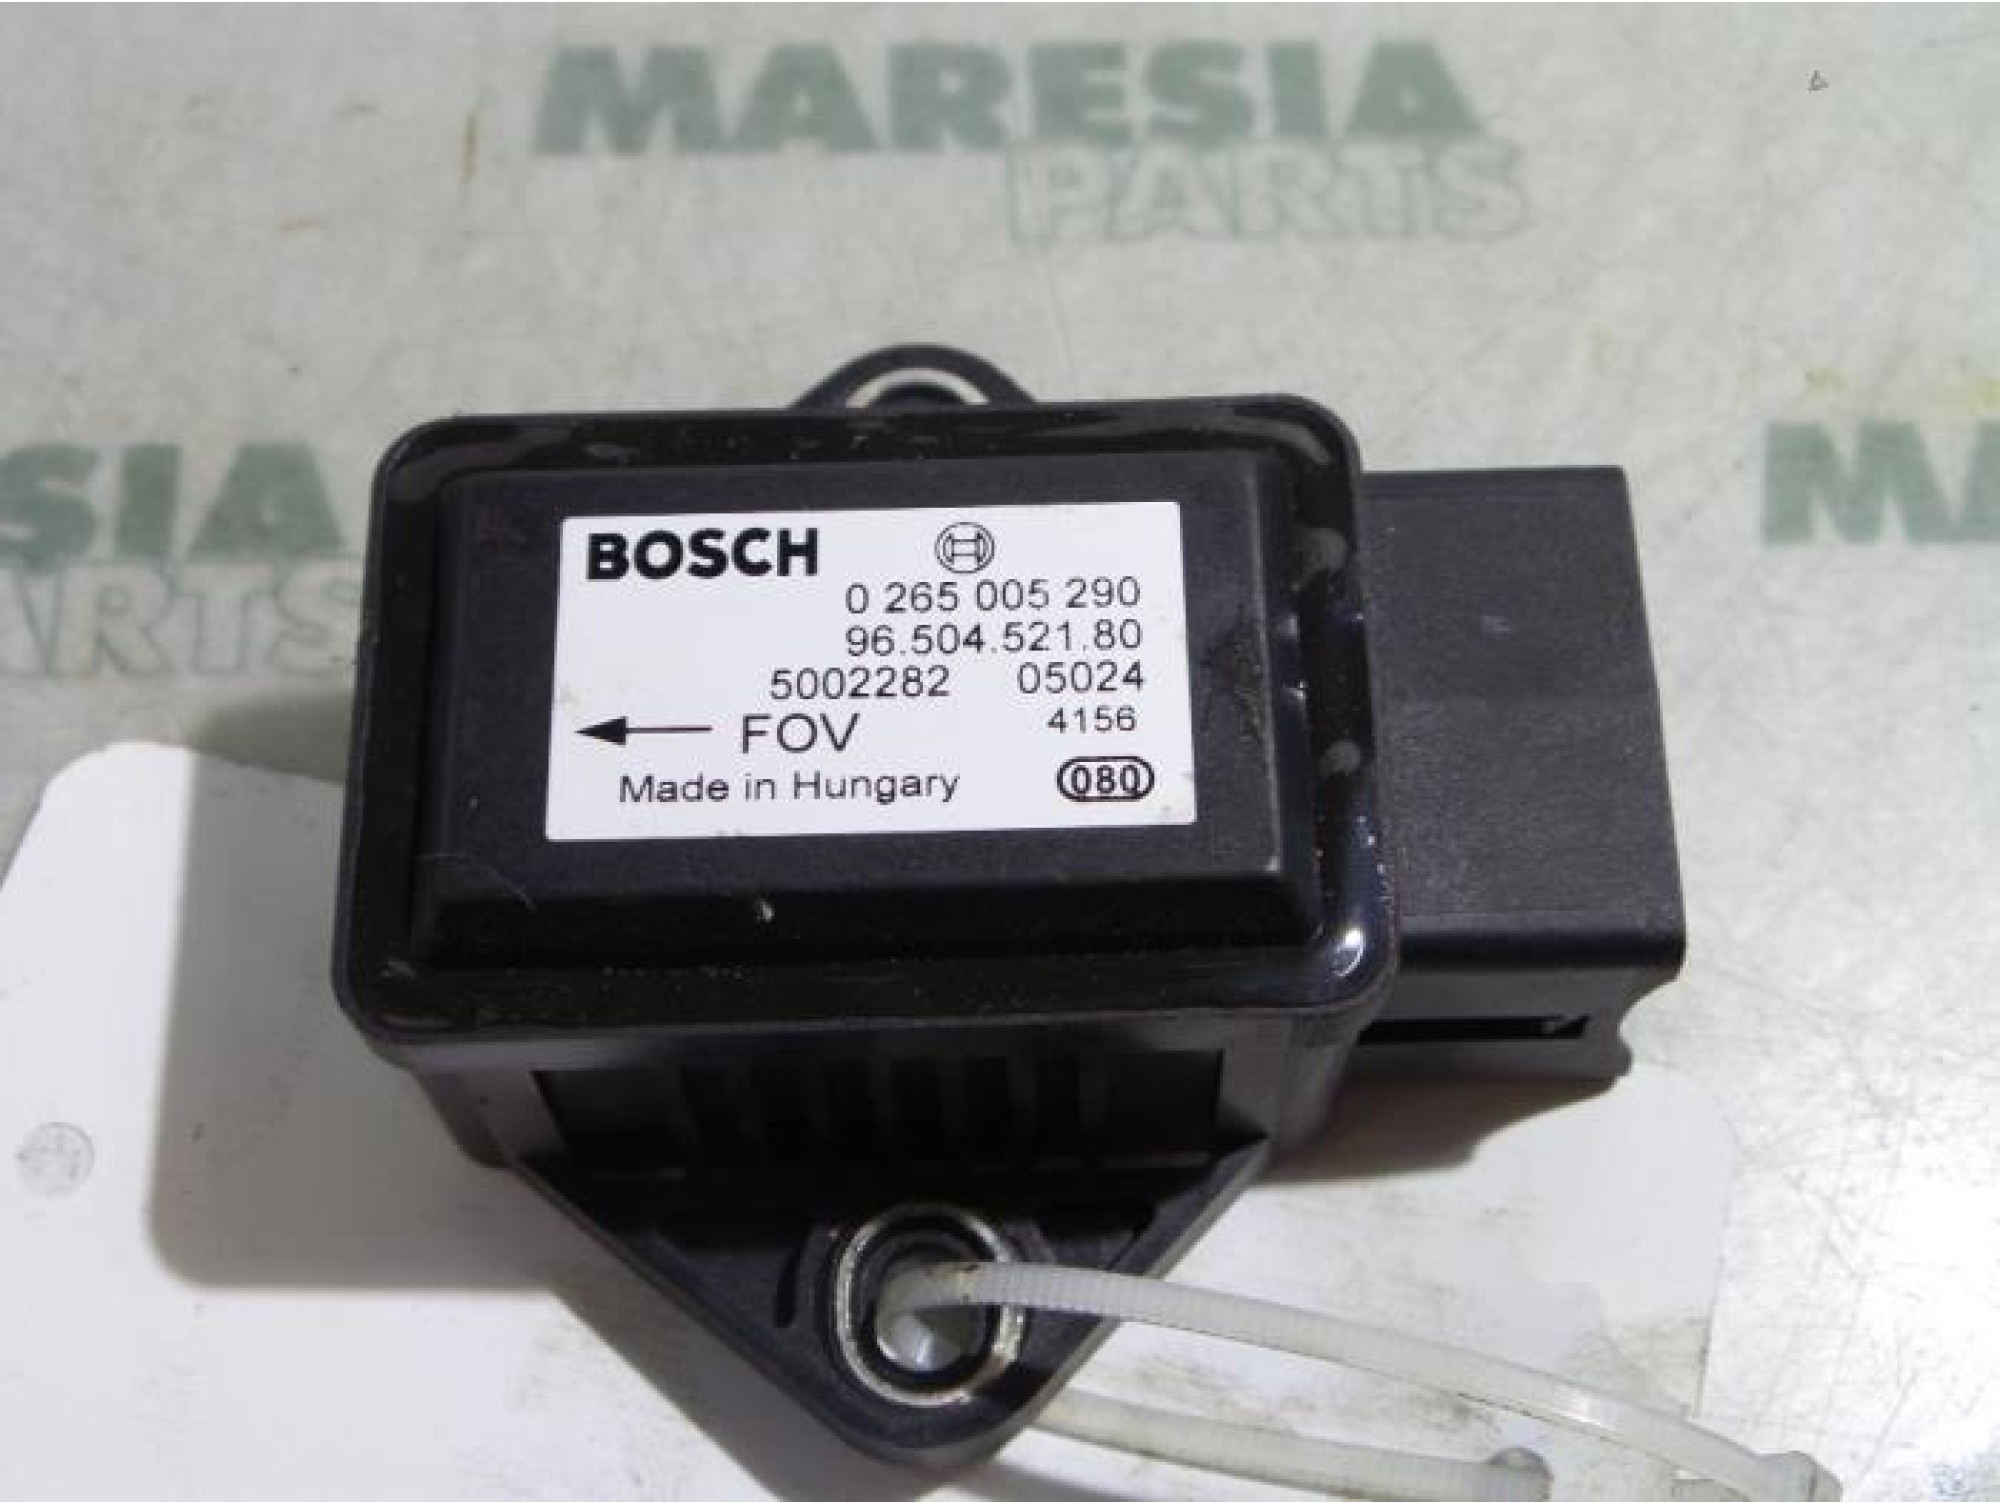 MARESIA
PARTS
SIA
ARTS
MA
BOSCH
0 265 005 290
96.504.521.80
5002282 05024
FOV 4156
Made in Hungary 080